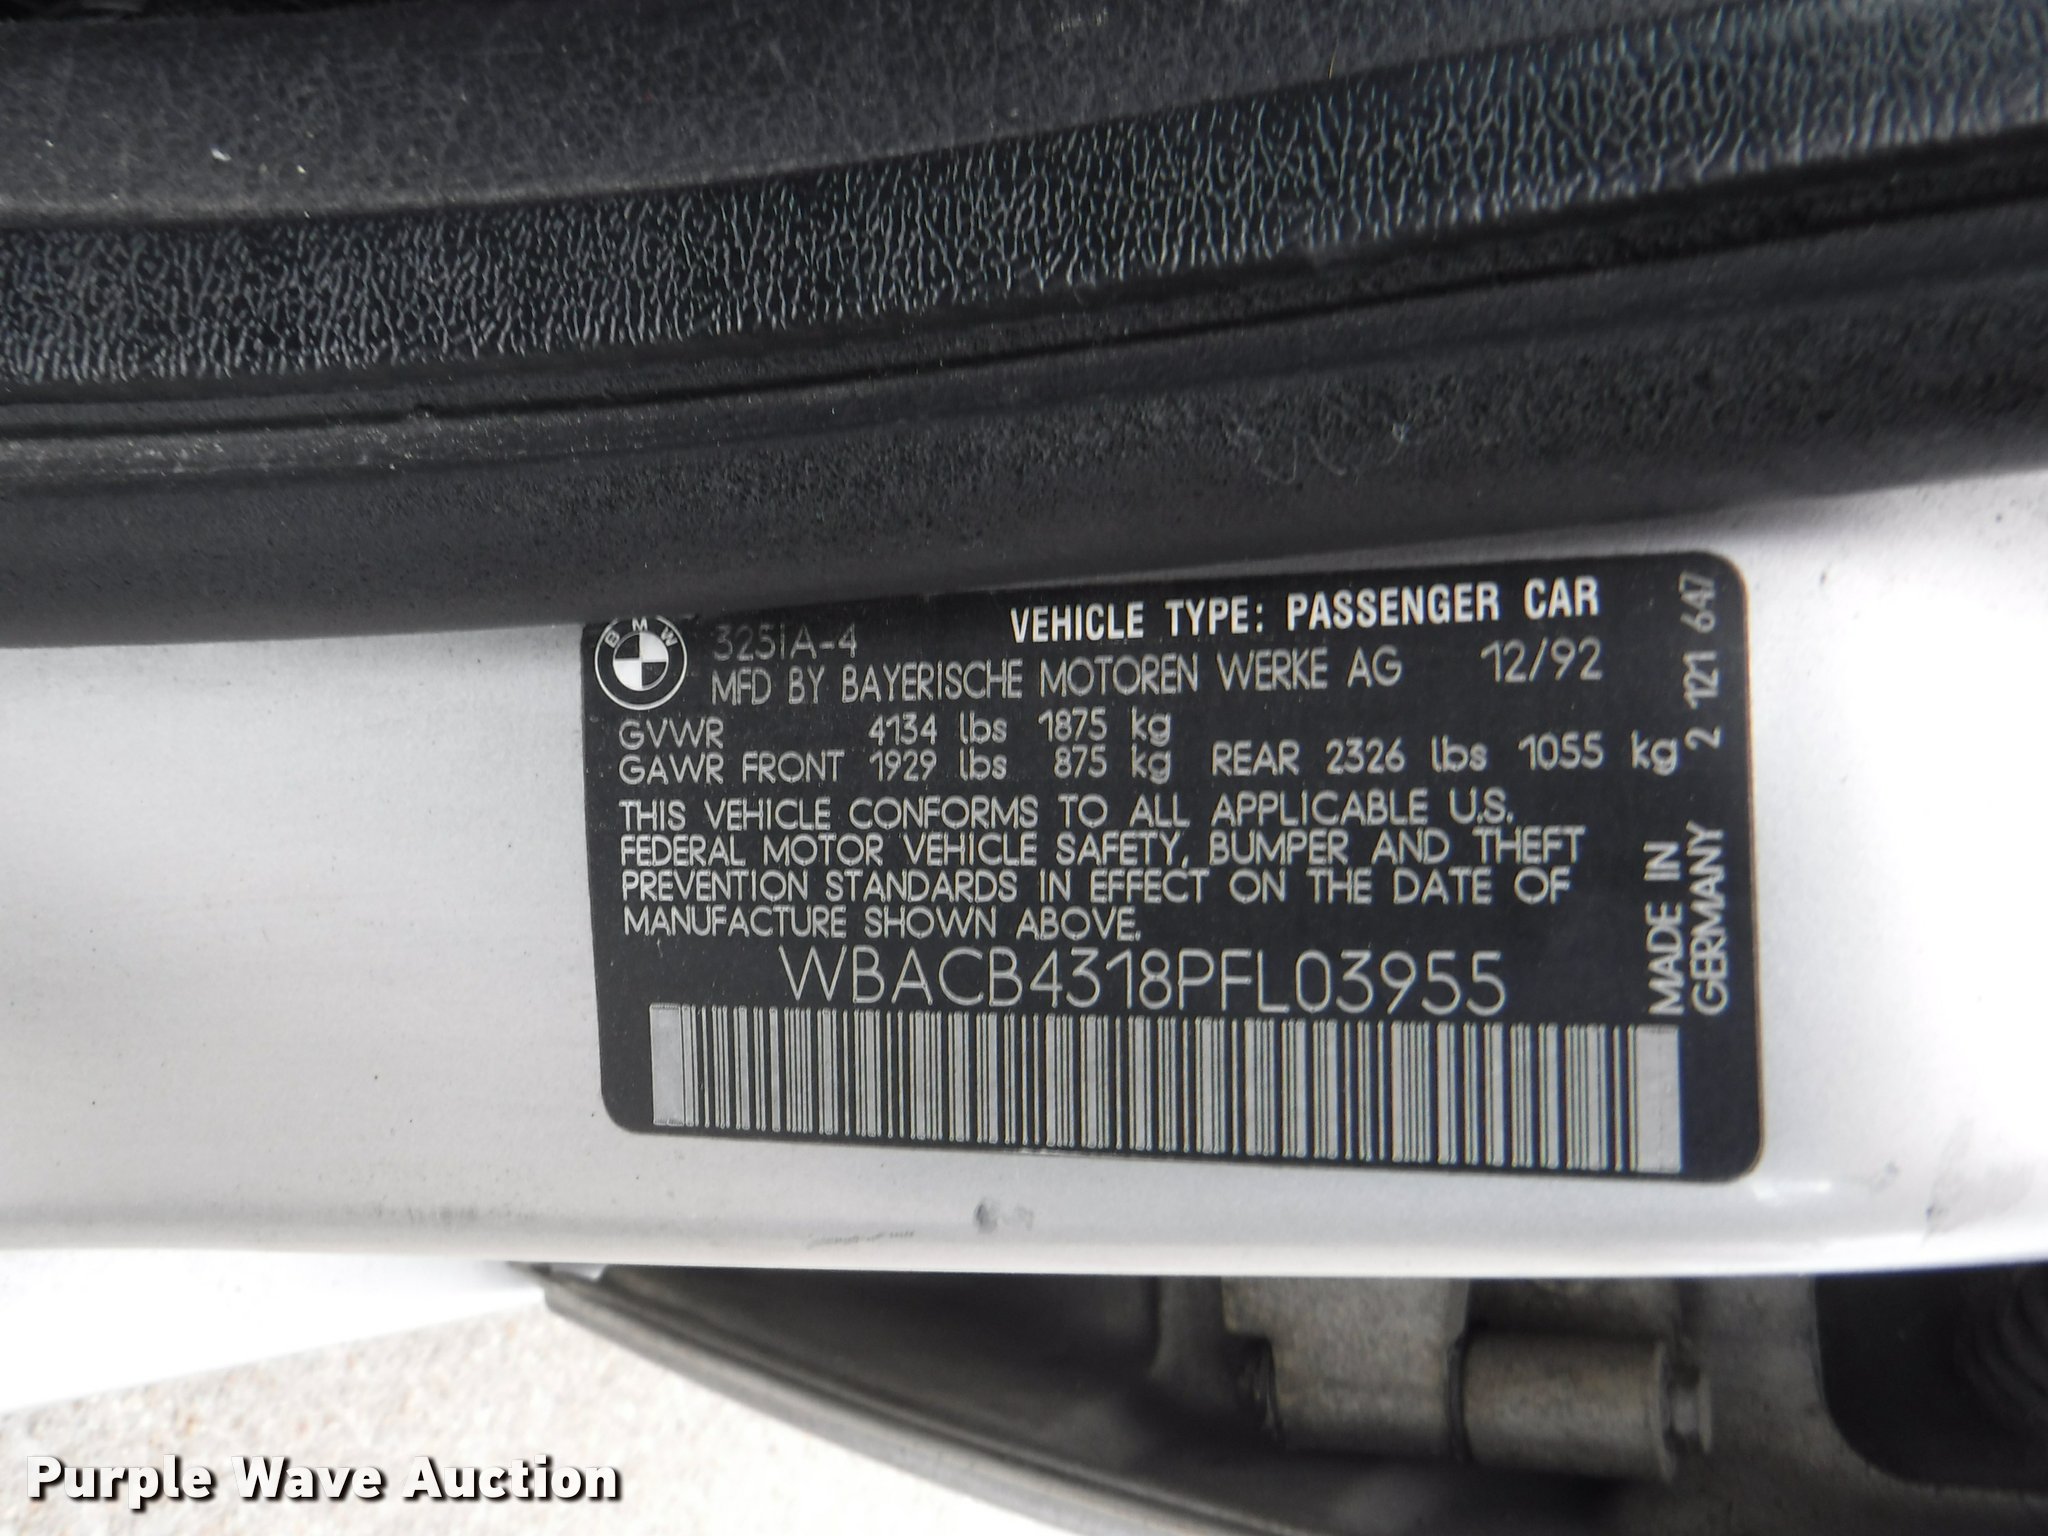 BMW
325IA-4 VEHICLE TYPE: PASSENGER CAR
MFD BY BAYERISCHE MOTOREN WERKE AG 12/92
GVWR 4134 lbs 1875 kg
GAWR FRONT 1929 lbs 875 kg REAR 2326 lbs 1055 kg
THIS VEHICLE CONFORMS TO ALL APPLICABLE U.S.
FEDERAL MOTOR VEHICLE SAFETY, BUMPER AND THEFT
PREVENTION STANDARDS IN EFFECT ON THE DATE OF
MANUFACTURE SHOWN ABOVE.
WBACB4318PFL03955
2 121 647
MADE IN
GERMANY
Purple Wave Auction